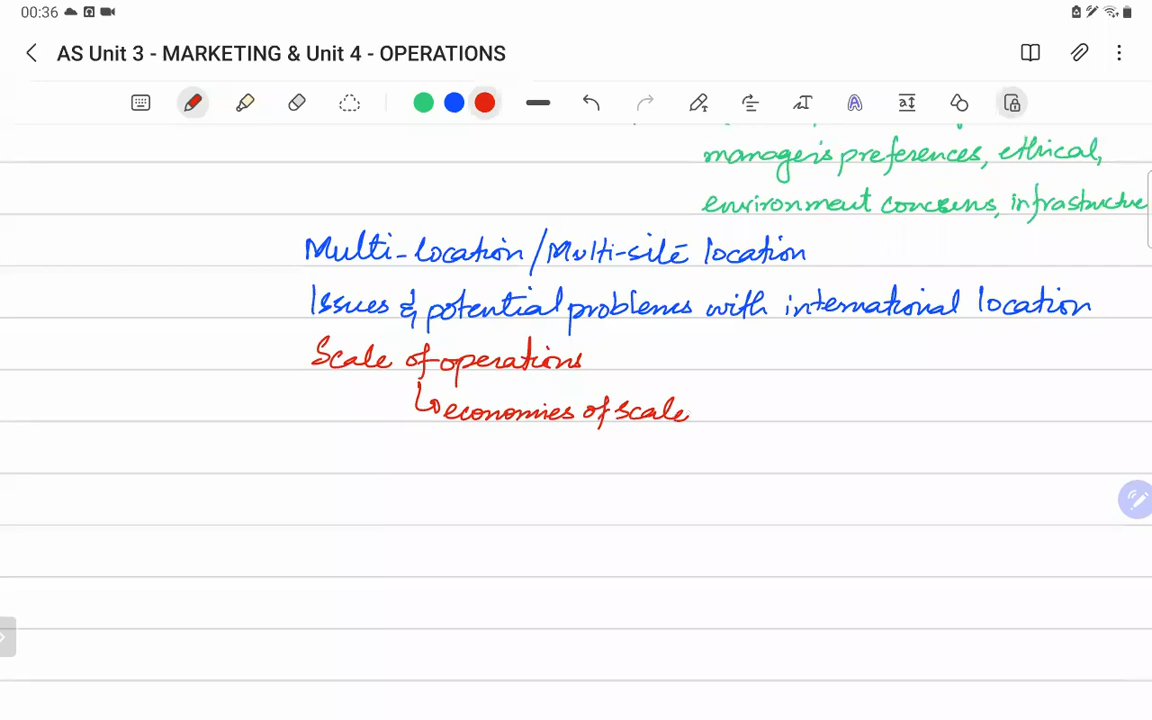 00:36
AS Unit 3 - MARKETING & Unit 4 - OPERATIONS
manager's preferences, ethical,
environment concerns, infrastructure
Multi-location/Multi-site location
Issues & potential problems with international location
Scale of operations
↳ economies of scale